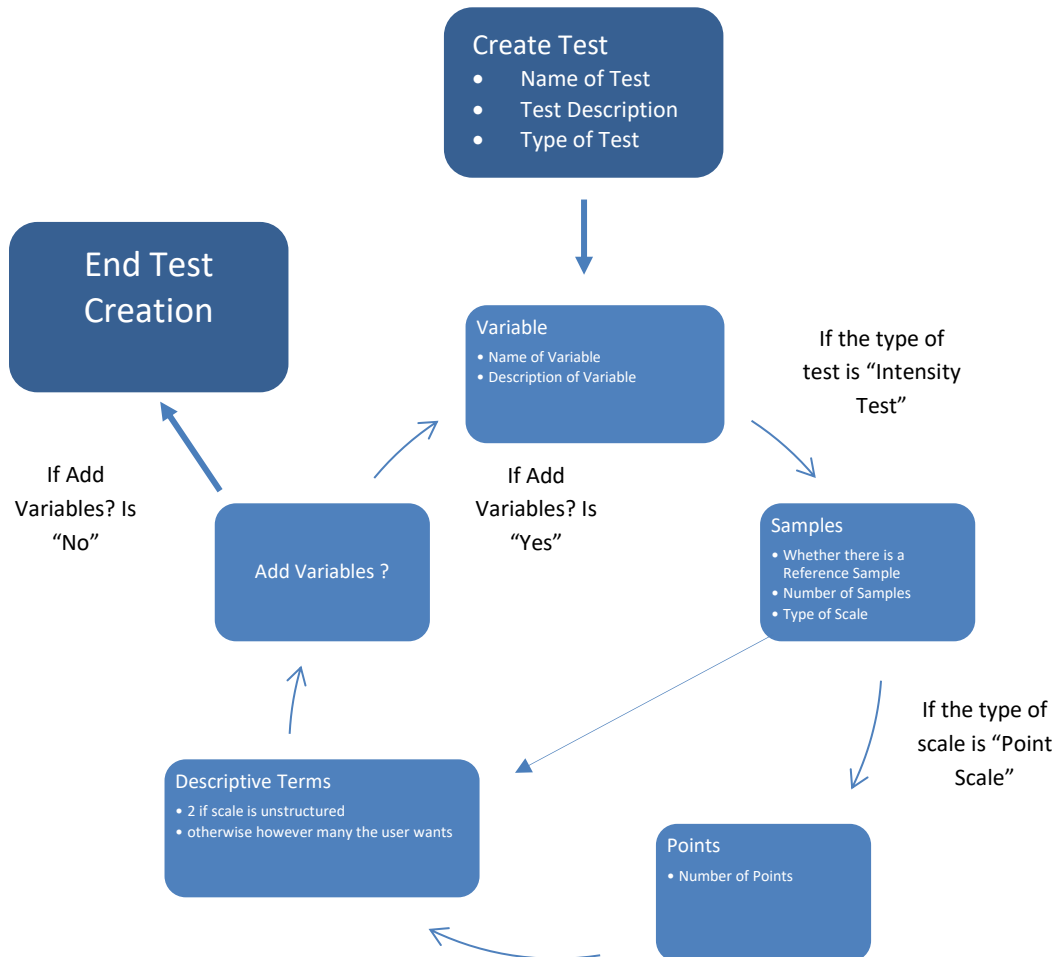 Create Test
• Name of Test
• Test Description
• Type of Test
End Test
Creation
Variable
• Name of Variable
• Description of Variable
If the type of
test is “Intensity
Test”
If Add
Variables? Is
“No”
If Add
Variables? Is
“Yes”
Add Variables ?
Samples
• Whether there is a
Reference Sample
• Number of Samples
• Type of Scale
If the type of
scale is “Point
Scale”
Descriptive Terms
• 2 if scale is unstructured
• otherwise however many the user wants
Points
• Number of Points